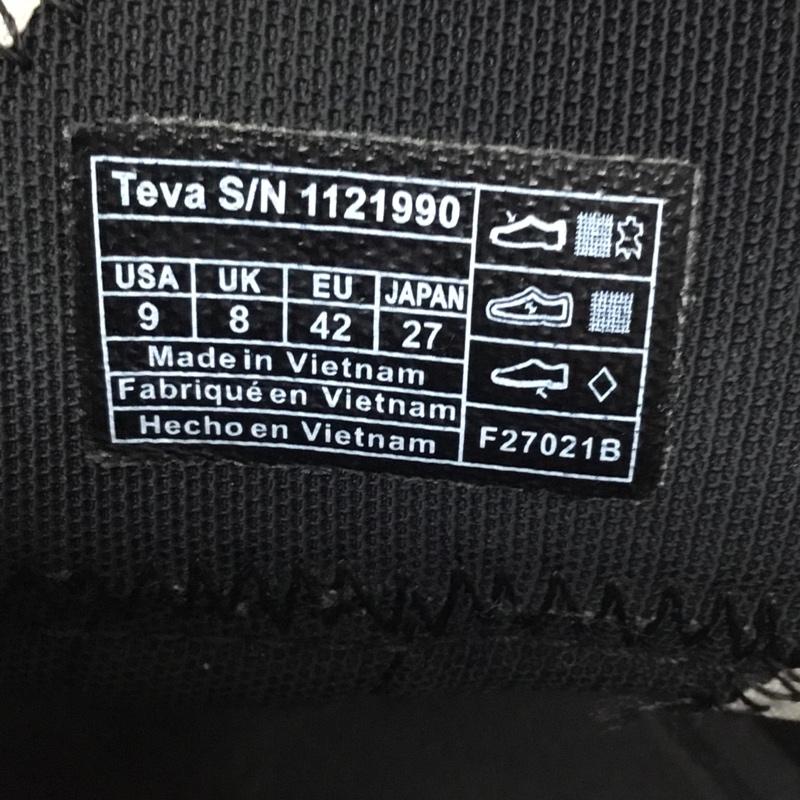 Teva S/N 1121990
USA UK EU JAPAN
9 8 42 27
Made in Vietnam
Fabriqué en Vietnam
Hecho en Vietnam
F27021B